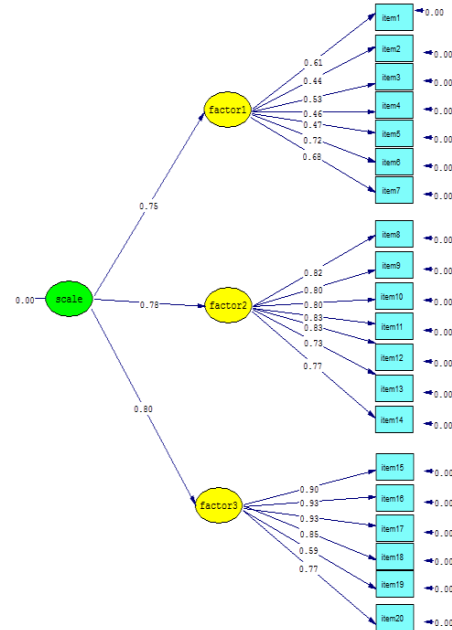 item1
0.00
item2
0.00
0.61
0.44
item3
0.00
0.53
factor1
0.46
item4
0.00
0.47
item5
0.00
0.72
item6
0.00
0.68
item7
0.00
0.75
item8
0.00
0.82
item9
0.00
0.80
0.00
scale
0.78
factor2
0.80
item10
0.00
0.83
item11
0.00
0.83
0.73
item12
0.00
0.77
item13
0.00
item14
0.00
0.80
item15
0.00
0.90
item16
0.00
0.93
factor3
0.93
item17
0.00
0.85
item18
0.00
0.59
item19
0.00
0.77
item20
0.00